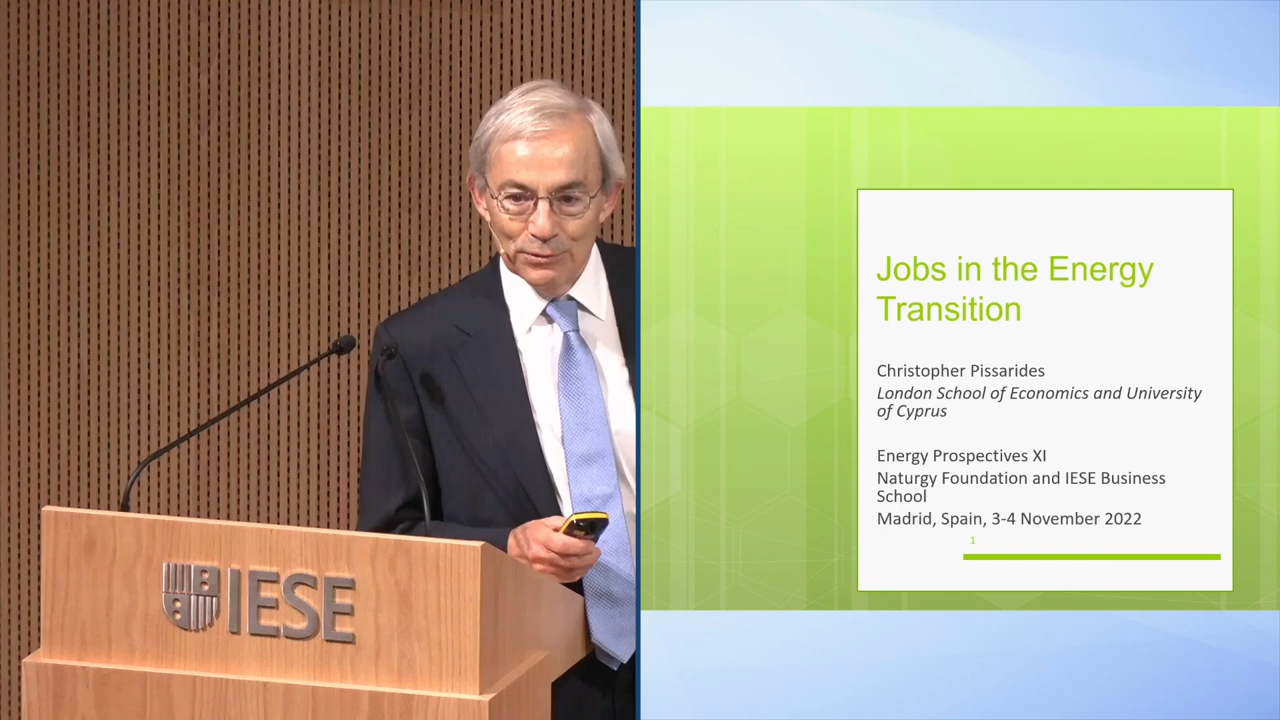 IESE
Jobs in the Energy
Transition
Christopher Pissarides
London School of Economics and University
of Cyprus
Energy Prospectives XI
Naturgy Foundation and IESE Business
School
Madrid, Spain, 3-4 November 2022
1